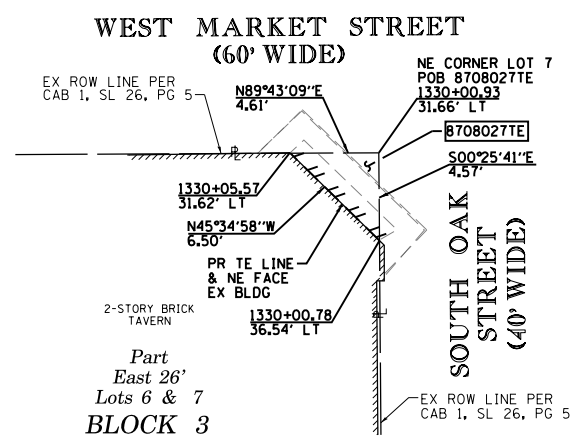 WEST MARKET STREET
(60' WIDE)
EX ROW LINE PER
CAB 1, SL 26, PG 5
N89°43'09"E
4.61'
NE CORNER LOT 7
POB 8708027TE
1330+00.93
31.66' LT
8708027TE
S00°25'41"E
4.57'
1330+05.57
31.62' LT
N45°34'58"W
6.50'
PR TE LINE
& NE FACE
EX BLDG
1330+00.78
36.54' LT
SOUTH OAK
STREET
(40' WIDE)
2-STORY BRICK
TAVERN
Part
East 26'
Lots 6 & 7
BLOCK 3
EX ROW LINE PER
CAB 1, SL 26, PG 5